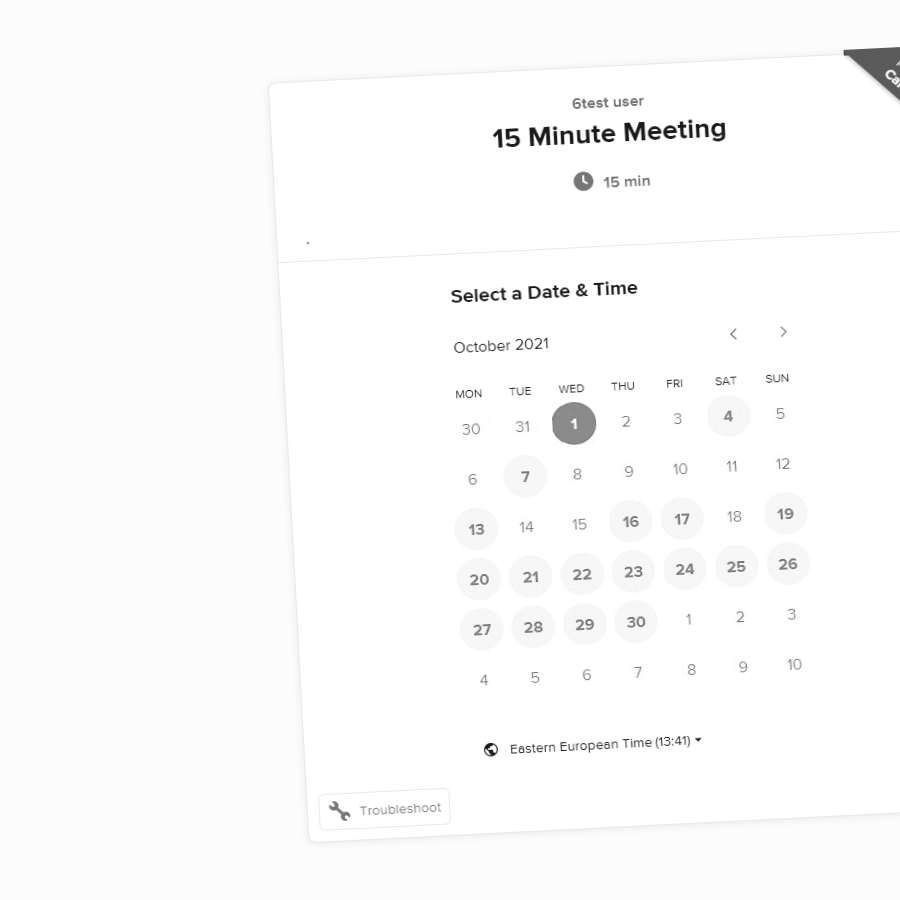 6test user
15 Minute Meeting
15 min
.
Select a Date & Time
October 2021
MON TUE WED THU FRI SAT SUN
30 31 1 2 3 4 5
6 7 8 9 10 11 12
13 14 15 16 17 18 19
20 21 22 23 24 25 26
27 28 29 30 1 2 3
4 5 6 7 8 9 10
Eastern European Time (13:41)
Troubleshoot